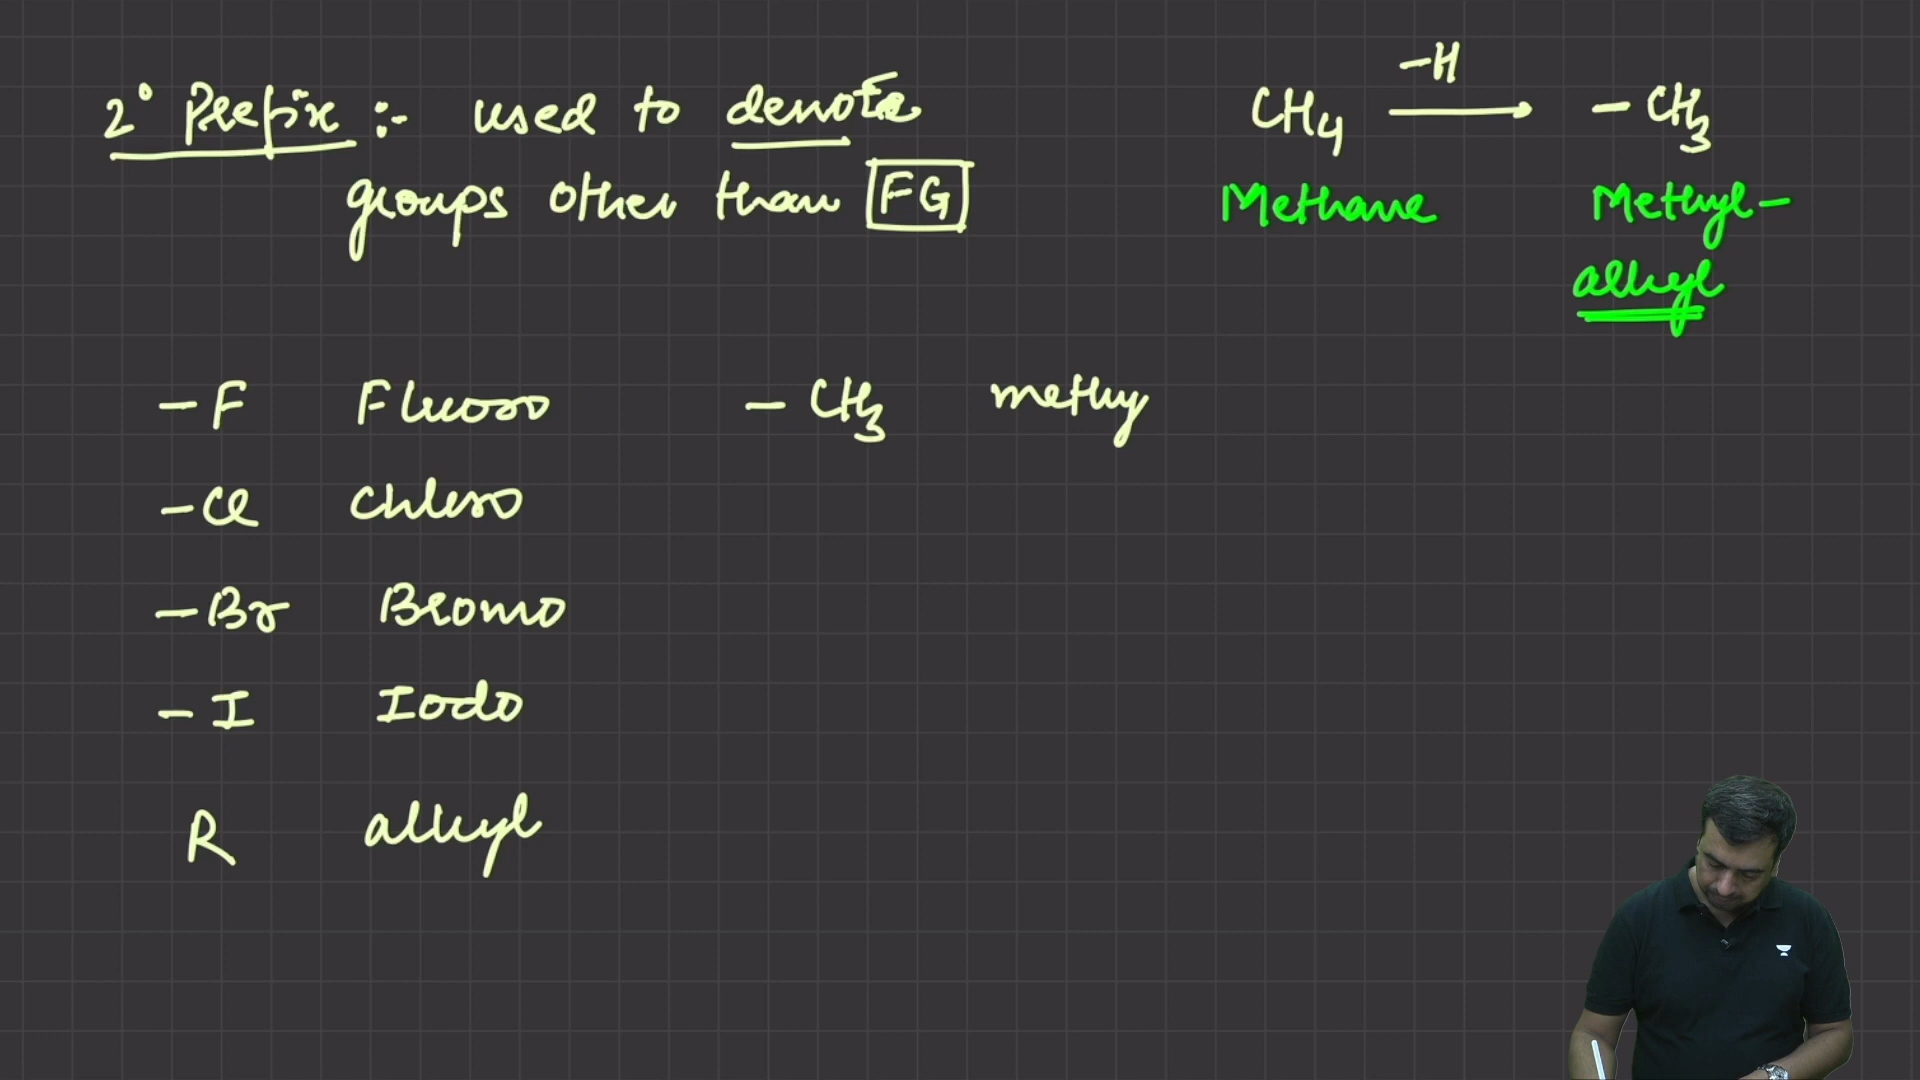 2° Prefix :- used to denote
groups other than FG
-H
CH4 → - CH3
Methane Methyl-
alkyl
- F Fluoro
- Cl Chloro
- Br Bromo
- I Iodo
R alkyl
- CH3 methy